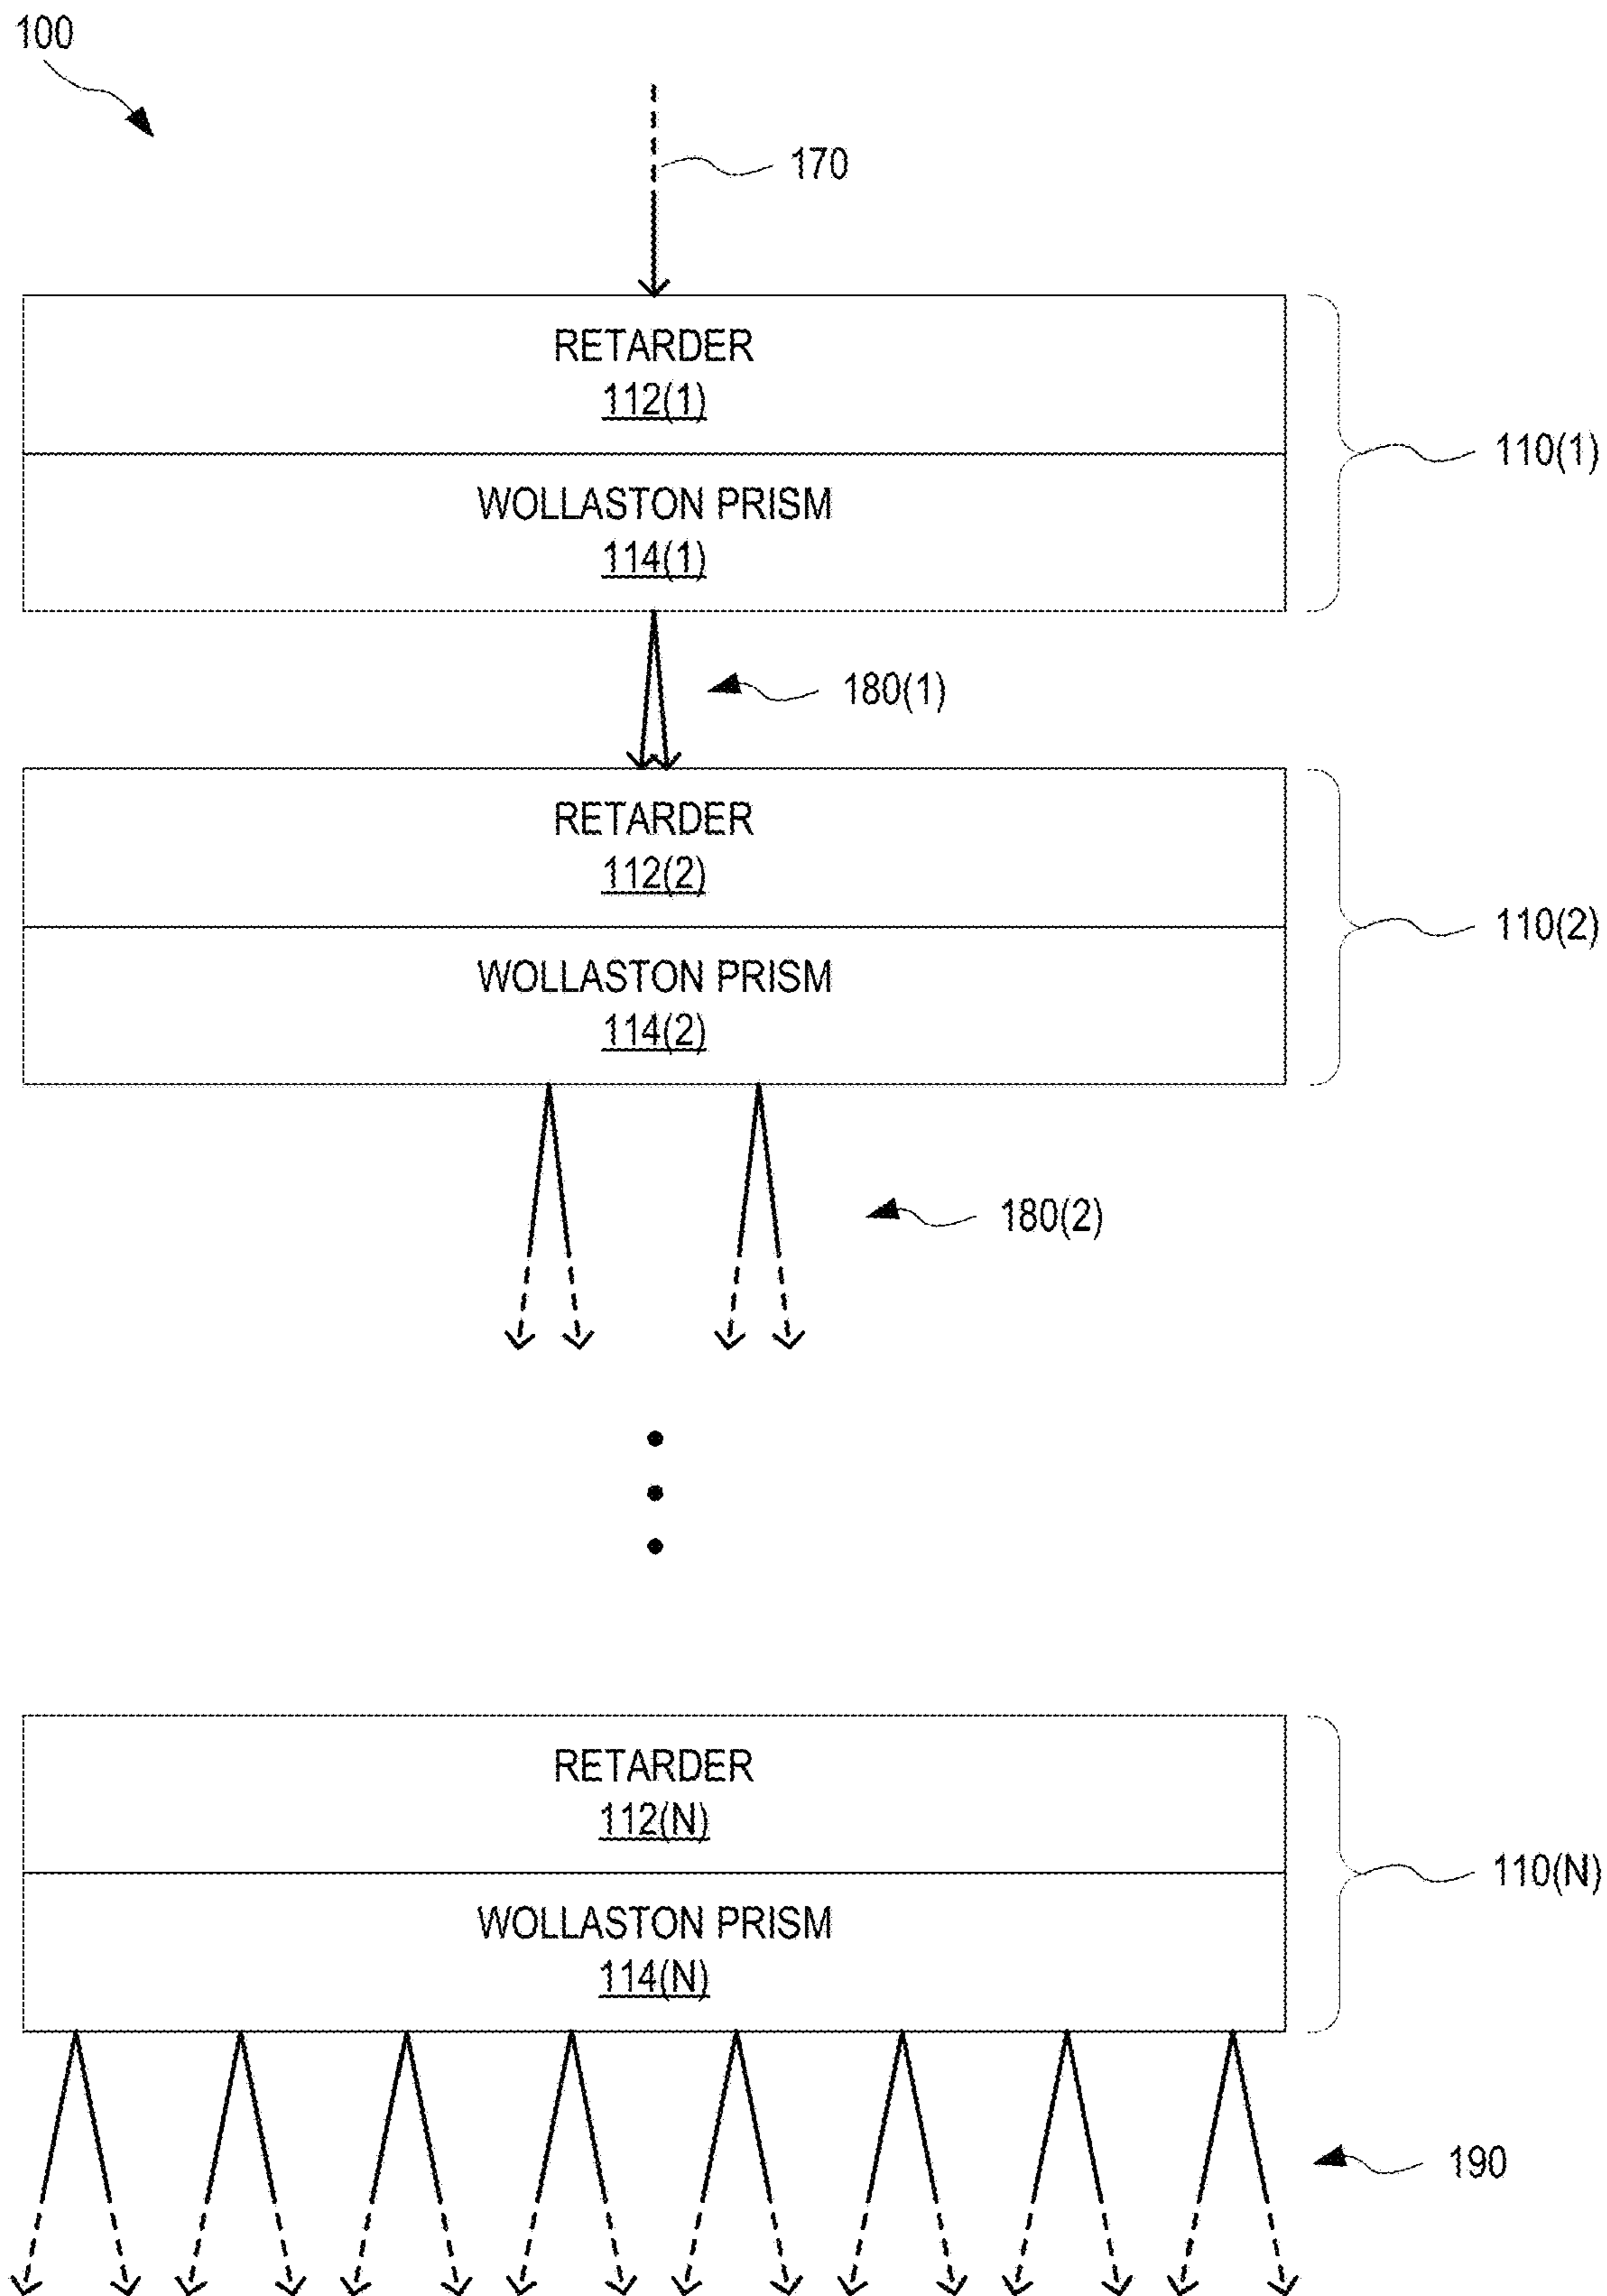 100
170
RETARDER
112(1)
110(1)
WOLLASTON PRISM
114(1)
180(1)
RETARDER
112(2)
110(2)
WOLLASTON PRISM
114(2)
180(2)
RETARDER
112(N)
110(N)
WOLLASTON PRISM
114(N)
190